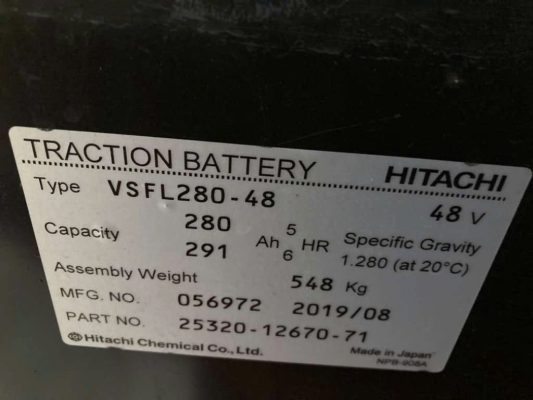 TRACTION BATTERY HITACHI
Type VSFL280-48 48 V
Capacity 280 Ah 5 HR Specific Gravity
291 6 1.280 (at 20°C)
Assembly Weight 548 Kg
MFG. NO. 056972 2019/08
PART NO. 25320-12670-71
Hitachi Chemical Co., Ltd. Made in Japan
NPB-908A